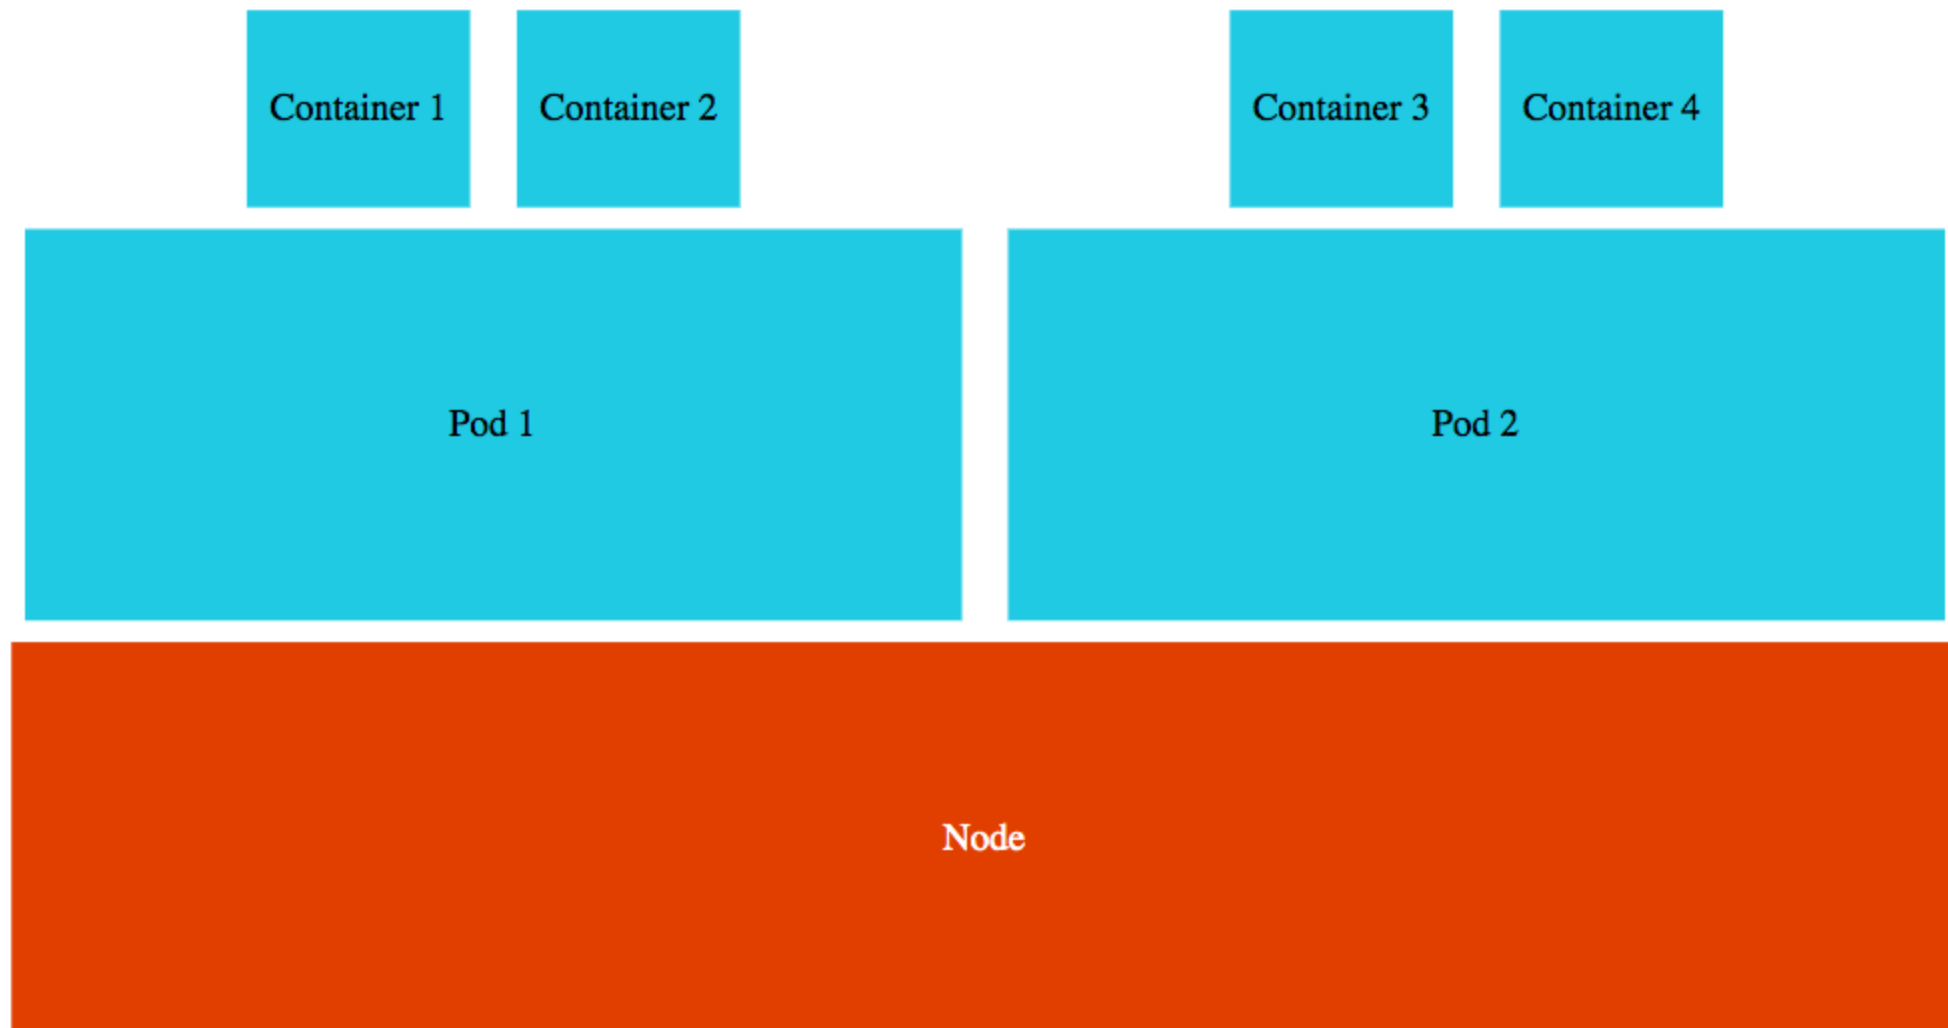 Container 1
Container 2
Container 3
Container 4
Pod 1
Pod 2
Node